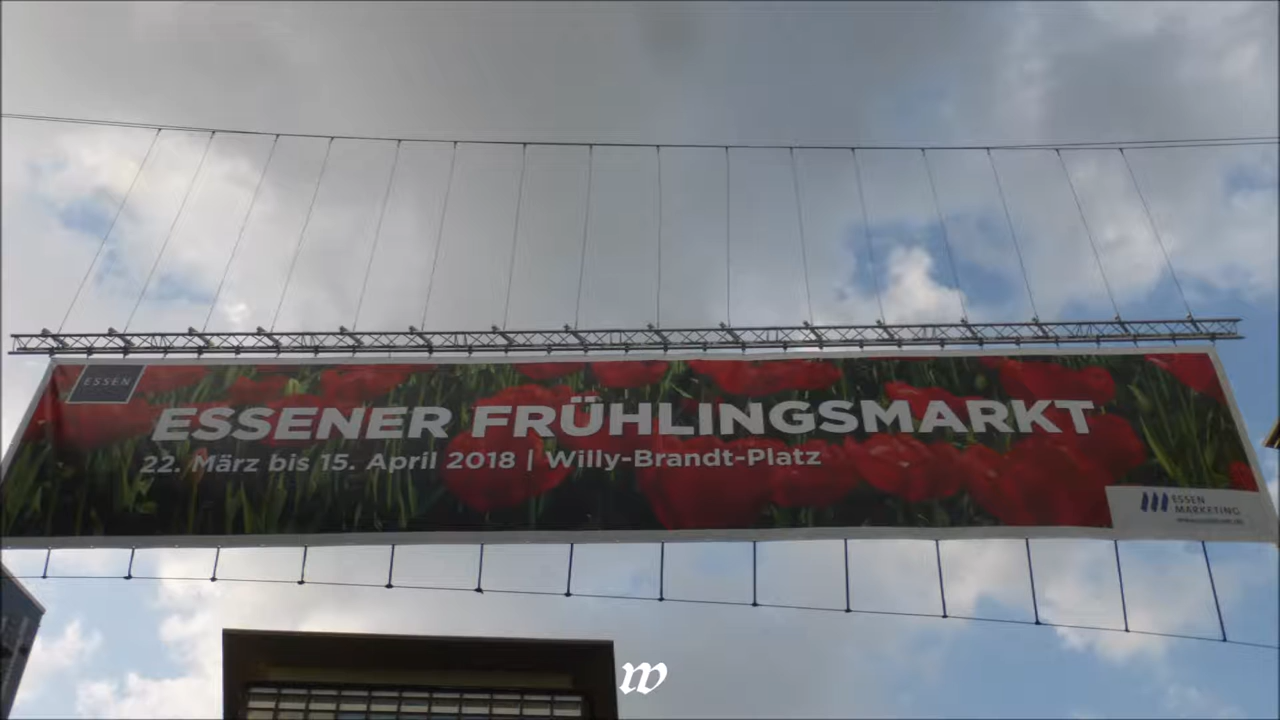 ESSEN
ESSENER FRÜHLINGSMARKT
22. März bis 15. April 2018 | Willy-Brandt-Platz
ESSEN
MARKETING
w